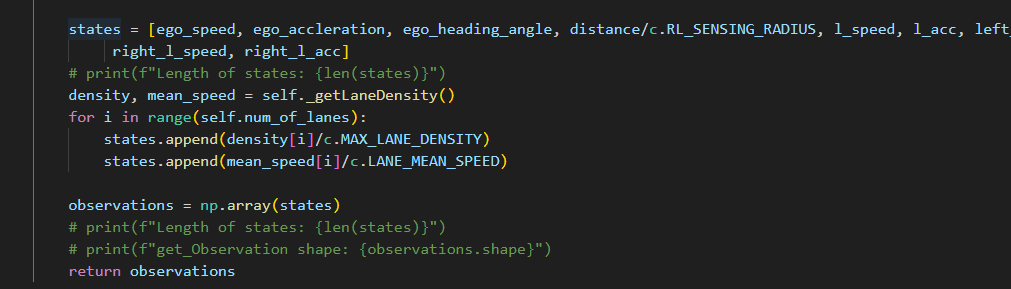 states = [ego_speed, ego_accleration, ego_heading_angle, distance/c.RL_SENSING_RADIUS, l_speed, l_acc, left_
right_l_speed, right_l_acc]
# print(f"Length of states: {len(states)}")
density, mean_speed = self._getLaneDensity()
for i in range(self.num_of_lanes):
states.append(density[i]/c.MAX_LANE_DENSITY)
states.append(mean_speed[i]/c.LANE_MEAN_SPEED)
observations = np.array(states)
# print(f"Length of states: {len(states)}")
# print(f"get_Observation shape: {observations.shape}")
return observations